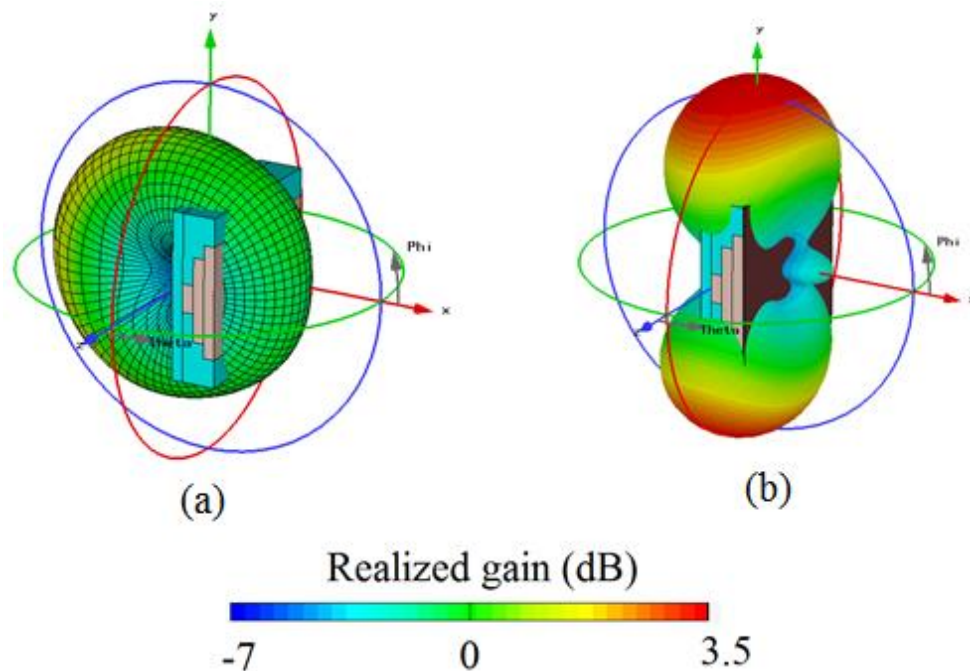 y
Phi
x
z
Theta
(a)
y
Phi
x
Theta
(b)
Realized gain (dB)
-7
0
3.5